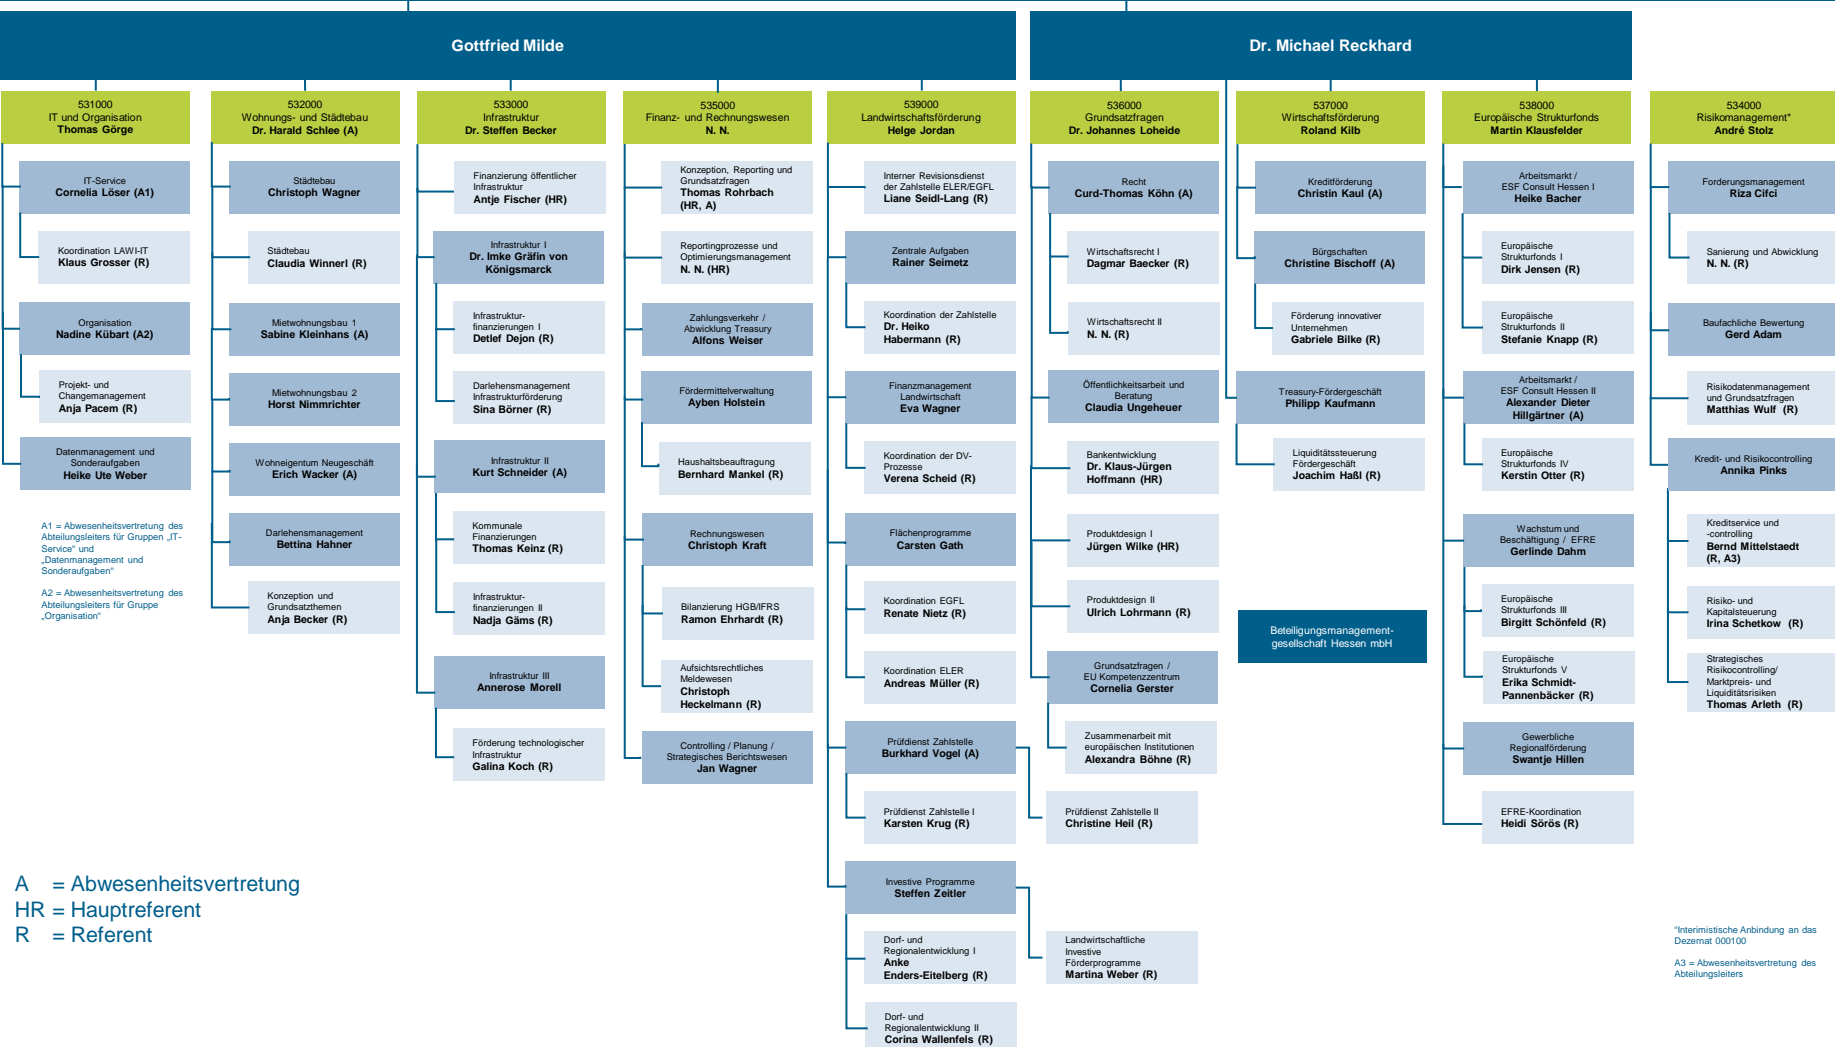 Gottfried Milde
Dr. Michael Reckhard
531000
IT und Organisation
Thomas Görge
IT-Service
Cornelia Löser (A1)
Koordination LAWI-IT
Klaus Grosser (R)
Organisation
Nadine Kübart (A2)
Projekt- und
Changemanagement
Anja Pacem (R)
Datenmanagement und
Sonderaufgaben
Heike Ute Weber
A1 = Abwesenheitsvertretung des
Abteilungsleiters für Gruppen „IT-
Service“ und
„Datenmanagement und
Sonderaufgaben“
A2 = Abwesenheitsvertretung des
Abteilungsleiters für Gruppe
„Organisation“
532000
Wohnungs- und Städtebau
Dr. Harald Schlee (A)
Städtebau
Christoph Wagner
Städtebau
Claudia Winnerl (R)
Mietwohnungsbau 1
Sabine Kleinhans (A)
Mietwohnungsbau 2
Horst Nimmrichter
Wohneigentum Neugeschäft
Erich Wacker (A)
Darlehensmanagement
Bettina Hahner
Konzeption und
Grundsatzthemen
Anja Becker (R)
533000
Infrastruktur
Dr. Steffen Becker
Finanzierung öffentlicher
Infrastruktur
Antje Fischer (HR)
Infrastruktur I
Dr. Imke Gräfin von
Königsmarck
Infrastruktur-
finanzierungen I
Detlef Dejon (R)
Darlehensmanagement
Infrastrukturförderung
Sina Börner (R)
Infrastruktur II
Kurt Schneider (A)
Kommunale
Finanzierungen
Thomas Keinz (R)
Infrastruktur-
finanzierungen II
Nadja Gäms (R)
Infrastruktur III
Annerose Morell
Förderung technologischer
Infrastruktur
Galina Koch (R)
535000
Finanz- und Rechnungswesen
N. N.
Konzeption, Reporting und
Grundsatzfragen
Thomas Rohrbach
(HR, A)
Reportingprozesse und
Optimierungsmanagement
N. N. (HR)
Zahlungsverkehr /
Abwicklung Treasury
Alfons Weiser
Fördermittelverwaltung
Ayben Holstein
Haushaltsbeauftragung
Bernhard Mankel (R)
Rechnungswesen
Christoph Kraft
Bilanzierung HGB/IFRS
Ramon Ehrhardt (R)
Aufsichtsrechtliches
Meldewesen
Christoph
Heckelmann (R)
Controlling / Planung /
Strategisches Berichtswesen
Jan Wagner
539000
Landwirtschaftsförderung
Helge Jordan
Interner Revisionsdienst
der Zahlstelle ELER/EGFL
Liane Seidl-Lang (R)
Zentrale Aufgaben
Rainer Seimetz
Koordination der Zahlstelle
Dr. Heiko
Habermann (R)
Finanzmanagement
Landwirtschaft
Eva Wagner
Koordination der DV-
Prozesse
Verena Scheid (R)
Flächenprogramme
Carsten Gath
Koordination EGFL
Renate Nietz (R)
Koordination ELER
Andreas Müller (R)
Prüfdienst Zahlstelle
Burkhard Vogel (A)
Prüfdienst Zahlstelle I
Karsten Krug (R)
Prüfdienst Zahlstelle II
Christine Heil (R)
Investive Programme
Steffen Zeitler
Dorf- und
Regionalentwicklung I
Anke
Enders-Eitelberg (R)
Landwirtschaftliche
Investive
Förderprogramme
Martina Weber (R)
Dorf- und
Regionalentwicklung II
Corina Wallenfels (R)
536000
Grundsatzfragen
Dr. Johannes Loheide
Recht
Curd-Thomas Köhn (A)
Wirtschaftsrecht I
Dagmar Baecker (R)
Wirtschaftsrecht II
N. N. (R)
Öffentlichkeitsarbeit und
Beratung
Claudia Ungeheuer
Bankentwicklung
Dr. Klaus-Jürgen
Hoffmann (HR)
Produktdesign I
Jürgen Wilke (HR)
Produktdesign II
Ulrich Lohrmann (R)
Grundsatzfragen /
EU Kompetenzzentrum
Cornelia Gerster
Zusammenarbeit mit
europäischen Institutionen
Alexandra Böhne (R)
537000
Wirtschaftsförderung
Roland Kilb
Kreditförderung
Christin Kaul (A)
Bürgschaften
Christine Bischoff (A)
Förderung innovativer
Unternehmen
Gabriele Bilke (R)
Treasury-Fördergeschäft
Philipp Kaufmann
Liquiditätssteuerung
Fördergeschäft
Joachim Haßl (R)
Beteiligungsmanagement-
gesellschaft Hessen mbH
538000
Europäische Strukturfonds
Martin Klausfelder
Arbeitsmarkt /
ESF Consult Hessen I
Heike Bacher
Europäische
Strukturfonds I
Dirk Jensen (R)
Europäische
Strukturfonds II
Stefanie Knapp (R)
Arbeitsmarkt /
ESF Consult Hessen II
Alexander Dieter
Hillgärtner (A)
Europäische
Strukturfonds IV
Kerstin Otter (R)
Wachstum und
Beschäftigung / EFRE
Gerlinde Dahm
Europäische
Strukturfonds III
Birgitt Schönfeld (R)
Europäische
Strukturfonds V
Erika Schmidt-
Pannenbäcker (R)
Gewerbliche
Regionalförderung
Swantje Hillen
EFRE-Koordination
Heidi Sörös (R)
534000
Risikomanagement*
André Stolz
Forderungsmanagement
Riza Cifci
Sanierung und Abwicklung
N. N. (R)
Baufachliche Bewertung
Gerd Adam
Risikodatenmanagement
und Grundsatzfragen
Matthias Wulf (R)
Kredit- und Risikocontrolling
Annika Pinks
Kreditservice und
-controlling
Bernd Mittelstaedt
(R, A3)
Risiko- und
Kapitalsteuerung
Irina Schetkow (R)
Strategisches
Risikocontrolling/
Marktpreis- und
Liquiditätsrisiken
Thomas Arleth (R)
A = Abwesenheitsvertretung
HR = Hauptreferent
R = Referent
*Interimistische Anbindung an das
Dezernat 000100
A3 = Abwesenheitsvertretung des
Abteilungsleiters